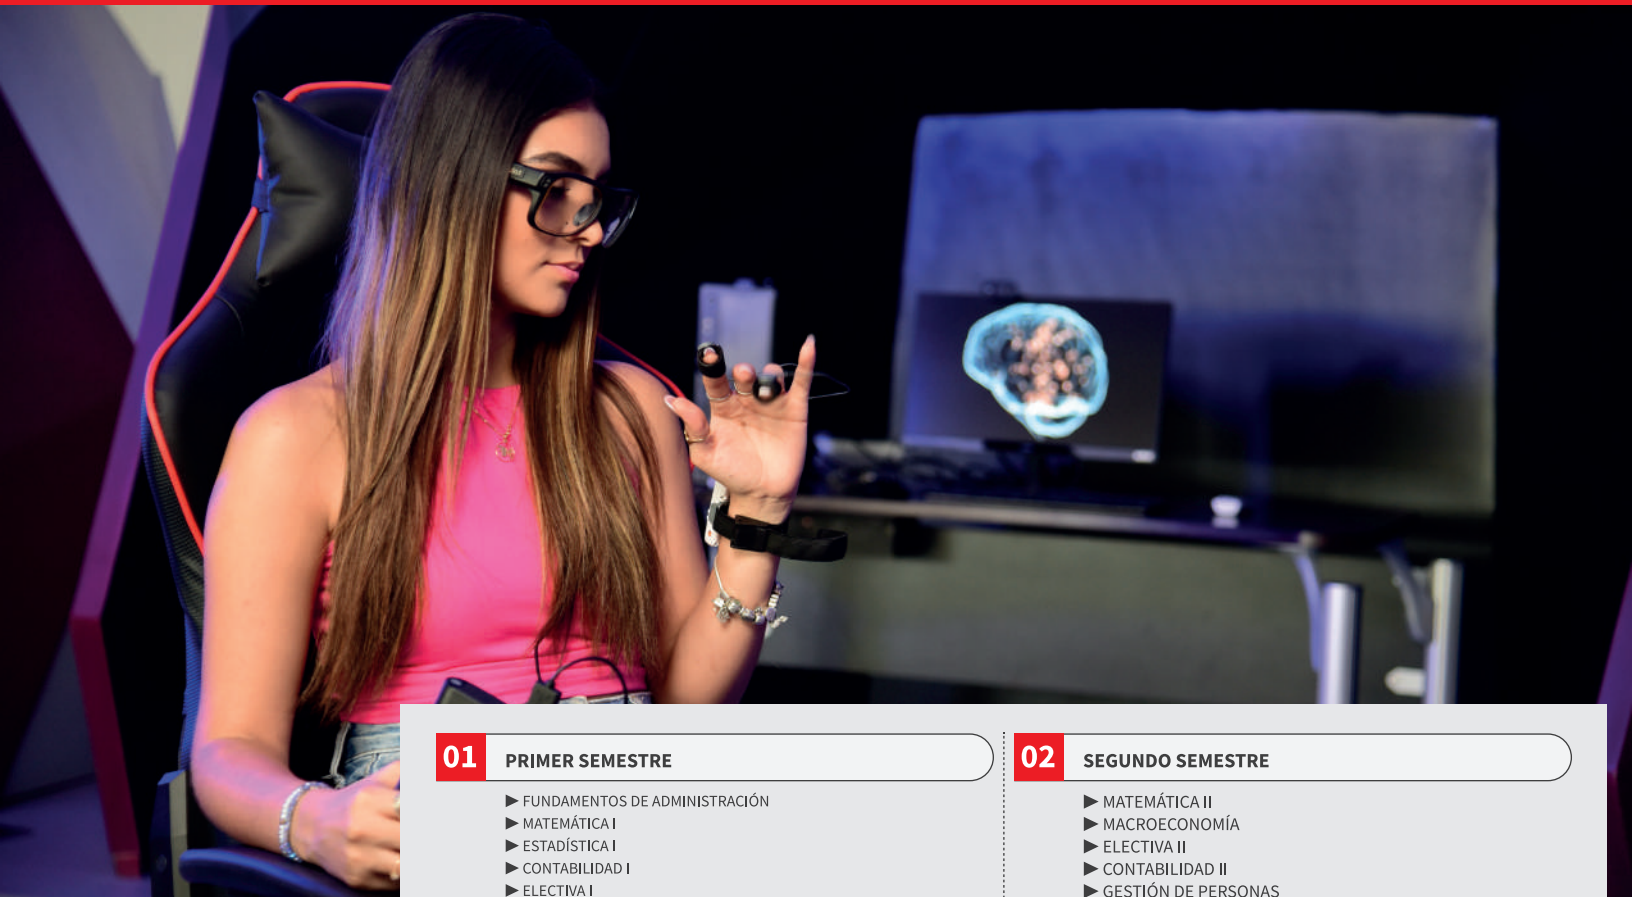 01 PRIMER SEMESTRE
FUNDAMENTOS DE ADMINISTRACIÓN
MATEMÁTICA I
ESTADÍSTICA I
CONTABILIDAD I
ELECTIVA I
02 SEGUNDO SEMESTRE
MATEMÁTICA II
MACROECONOMÍA
ELECTIVA II
CONTABILIDAD II
GESTIÓN DE PERSONAS